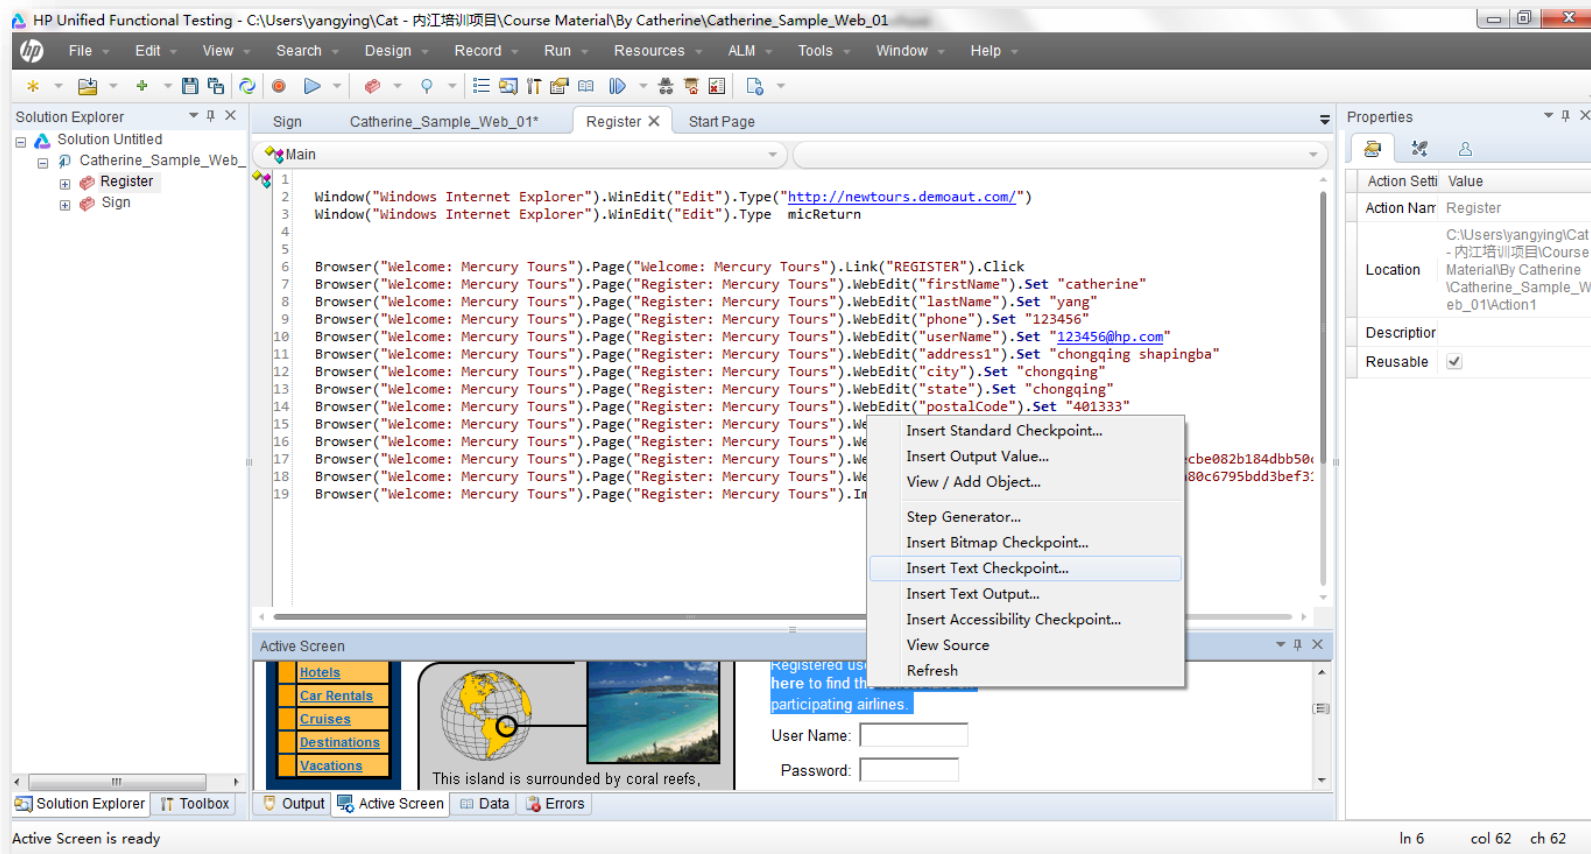 HP Unified Functional Testing - C:\Users\yangying\Cat - 内江培训项目\Course Material\By Catherine\Catherine_Sample_Web_01
File Edit View Search Design Record Run Resources ALM Tools Window Help
Solution Explorer
Solution Untitled
Catherine_Sample_Web_
Register
Sign
Sign Catherine_Sample_Web_01* Register Start Page
Main
1
2 Window("Windows Internet Explorer").WinEdit("Edit").Type("http://newtours.demoaut.com/")
3 Window("Windows Internet Explorer").WinEdit("Edit").Type micReturn
4
5
6 Browser("Welcome: Mercury Tours").Page("Welcome: Mercury Tours").Link("REGISTER").Click
7 Browser("Welcome: Mercury Tours").Page("Register: Mercury Tours").WebEdit("firstName").Set "catherine"
8 Browser("Welcome: Mercury Tours").Page("Register: Mercury Tours").WebEdit("lastName").Set "yang"
9 Browser("Welcome: Mercury Tours").Page("Register: Mercury Tours").WebEdit("phone").Set "123456"
10 Browser("Welcome: Mercury Tours").Page("Register: Mercury Tours").WebEdit("userName").Set "123456@hp.com"
11 Browser("Welcome: Mercury Tours").Page("Register: Mercury Tours").WebEdit("address1").Set "chongqing shapingba"
12 Browser("Welcome: Mercury Tours").Page("Register: Mercury Tours").WebEdit("city").Set "chongqing"
13 Browser("Welcome: Mercury Tours").Page("Register: Mercury Tours").WebEdit("state").Set "chongqing"
14 Browser("Welcome: Mercury Tours").Page("Register: Mercury Tours").WebEdit("postalCode").Set "401333"
15 Browser("Welcome: Mercury Tours").Page("Register: Mercury Tours").We
16 Browser("Welcome: Mercury Tours").Page("Register: Mercury Tours").We
17 Browser("Welcome: Mercury Tours").Page("Register: Mercury Tours").We cbe082b184dbb50
18 Browser("Welcome: Mercury Tours").Page("Register: Mercury Tours").We 80c6795bdd3bef3
19 Browser("Welcome: Mercury Tours").Page("Register: Mercury Tours").Im
Insert Standard Checkpoint...
Insert Output Value...
View / Add Object...
Step Generator...
Insert Bitmap Checkpoint...
Insert Text Checkpoint...
Insert Text Output...
Insert Accessibility Checkpoint...
View Source
Refresh
Active Screen
Hotels
Car Rentals
Cruises
Destinations
Vacations
This island is surrounded by coral reefs,
Registered us
here to find th
participating airlines.
User Name:
Password:
Solution Explorer Toolbox
Output Active Screen Data Errors
Properties
Action Setti Value
Action Nam Register
Location C:\Users\yangying\Cat
- 内江培训项目\Course
Material\By Catherine
\Catherine_Sample_W
eb_01\Action1
Description
Reusable
Active Screen is ready
ln 6 col 62 ch 62